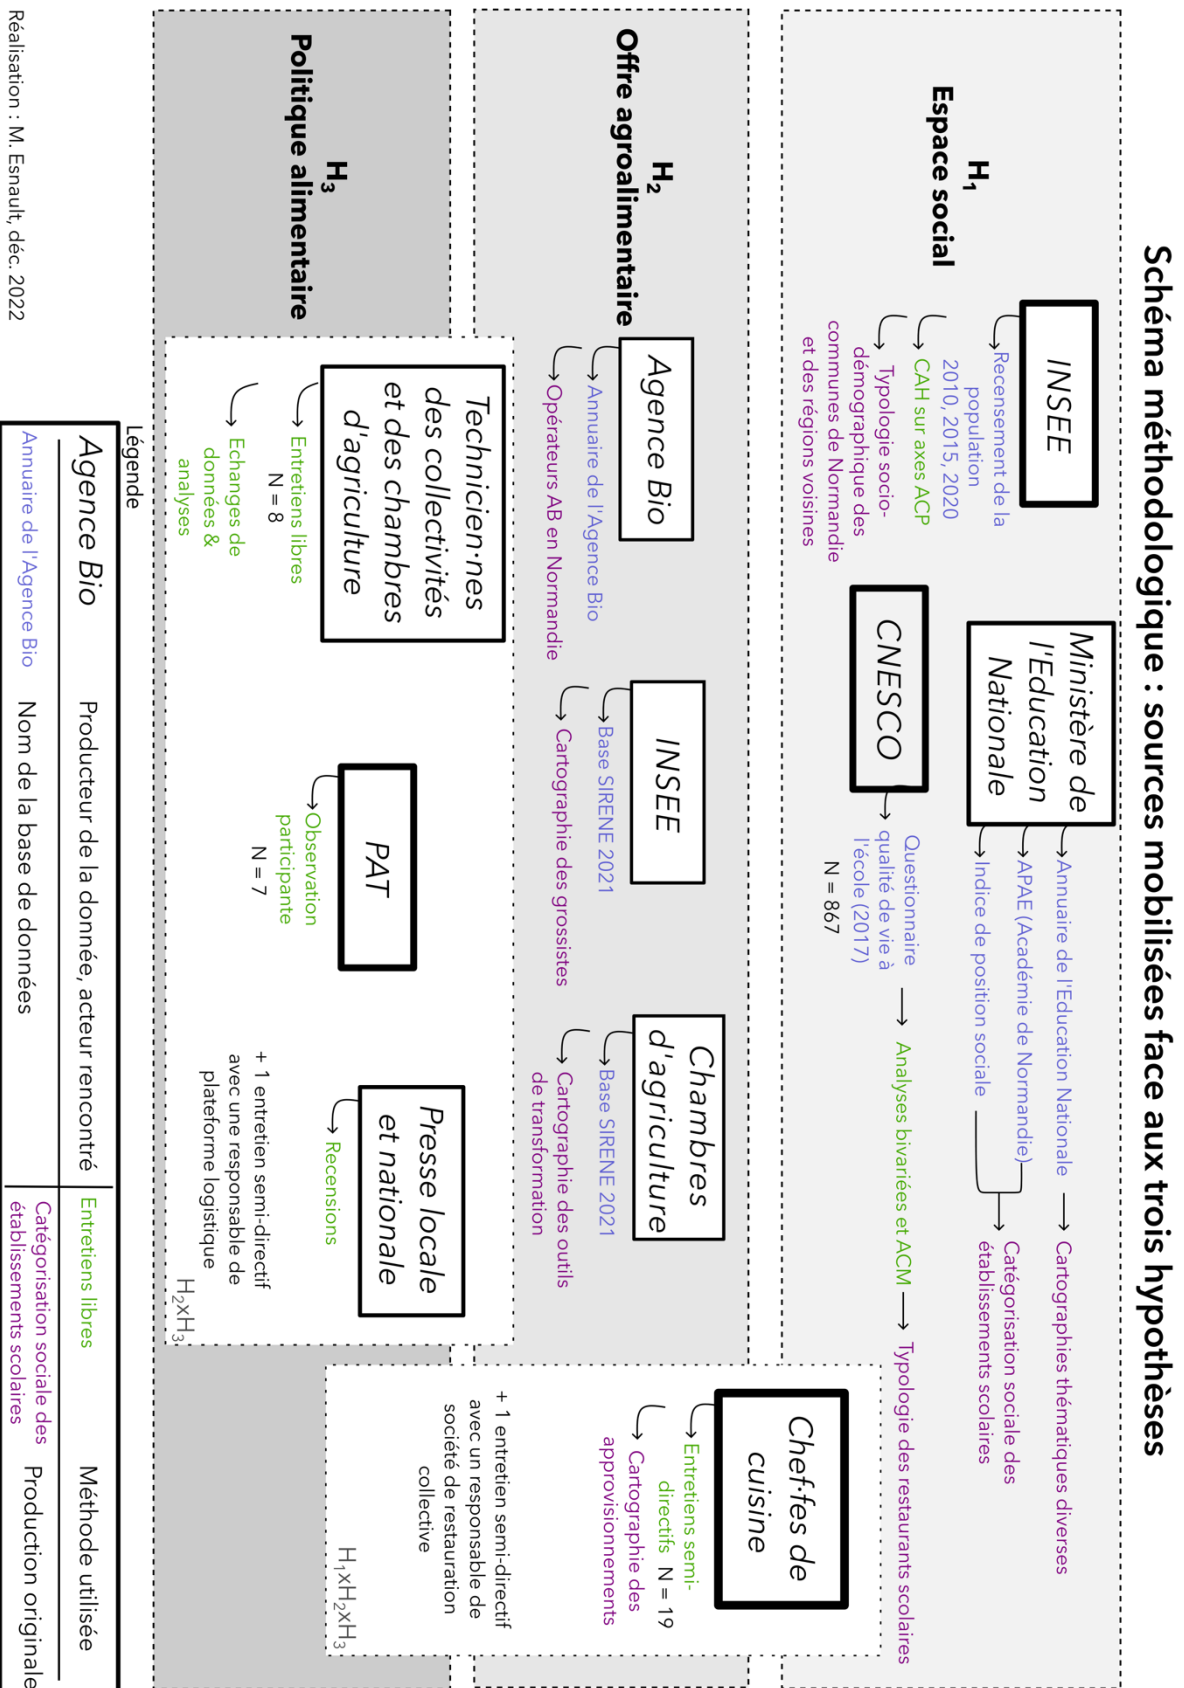 Schéma méthodologique : sources mobilisées face aux trois hypothèses
H₁
Espace social
INSEE
Recensement de la
population
2010, 2015, 2020
CAH sur axes ACP
Typologie socio-
démographique des
communes de Normandie
et des régions voisines
Ministère de
l'Education
Nationale
Annuaire de l'Education Nationale
Cartographies thématiques diverses
APAE (Académie de Normandie)
Indice de position sociale
Catégorisation sociale des
établissements scolaires
CNESCO
Questionnaire
qualité de vie à
l'école (2017)
N = 867
Analyses bivariées et ACM
Typologie des restaurants scolaires
H₂
Offre agroalimentaire
Agence Bio
Annuaire de l'Agence Bio
Opérateurs AB en Normandie
INSEE
Base SIRENE 2021
Cartographie des grossistes
Chambres
d'agriculture
Base SIRENE 2021
Cartographie des outils
de transformation
Chef·fes de
cuisine
Entretiens semi-
directifs N = 19
Cartographie des
approvisionnements
+ 1 entretien semi-directif
avec un responsable de
société de restauration
collective
H₁xH₂xH₃
H₃
Politique alimentaire
Technicien·nes
des collectivités
et des chambres
d'agriculture
Entretiens libres
N = 8
Echanges de
données &
analyses
PAT
Observation
participante
N = 7
Presse locale
et nationale
Recensions
+ 1 entretien semi-directif
avec une responsable de
plateforme logistique
H₂xH₃
Légende
Agence Bio Producteur de la donnée, acteur rencontré
Entretiens libres Méthode utilisée
Annuaire de l'Agence Bio Nom de la base de données
Catégorisation sociale des
établissements scolaires
Production originale
Réalisation : M. Esnault, déc. 2022